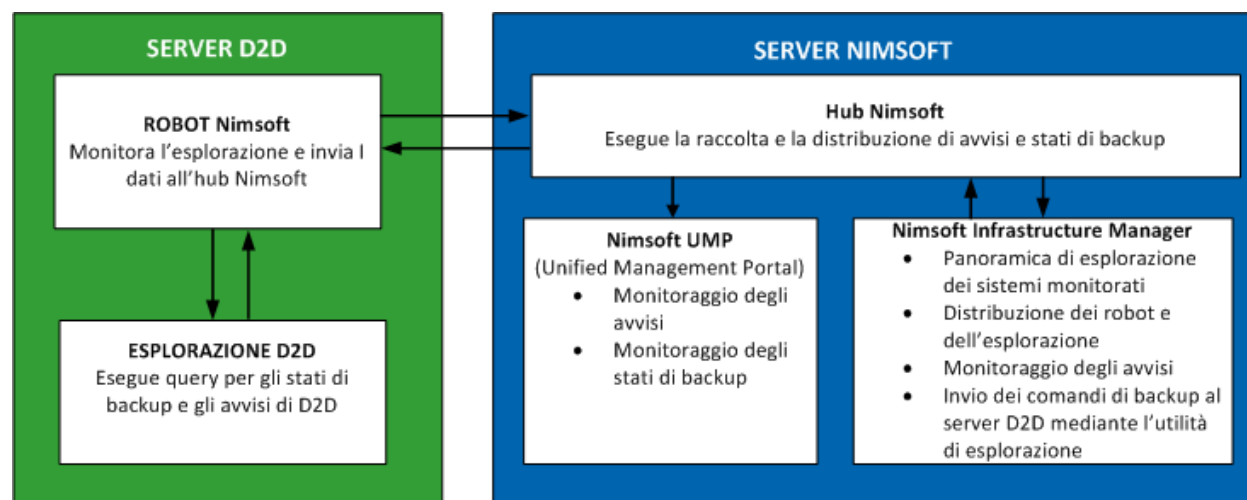 SERVER D2D
ROBOT Nimsoft
Monitora l'esplorazione e invia I
dati all'hub Nimsoft
ESPLORAZIONE D2D
Esegue query per gli stati di
backup e gli avvisi di D2D
SERVER NIMSOFT
Hub Nimsoft
Esegue la raccolta e la distribuzione di avvisi e stati di backup
Nimsoft UMP
(Unified Management Portal)
• Monitoraggio degli
avvisi
• Monitoraggio degli
stati di backup
Nimsoft Infrastructure Manager
• Panoramica di esplorazione
dei sistemi monitorati
• Distribuzione dei robot e
dell'esplorazione
• Monitoraggio degli avvisi
• Invio dei comandi di backup al
server D2D mediante l'utilità
di esplorazione